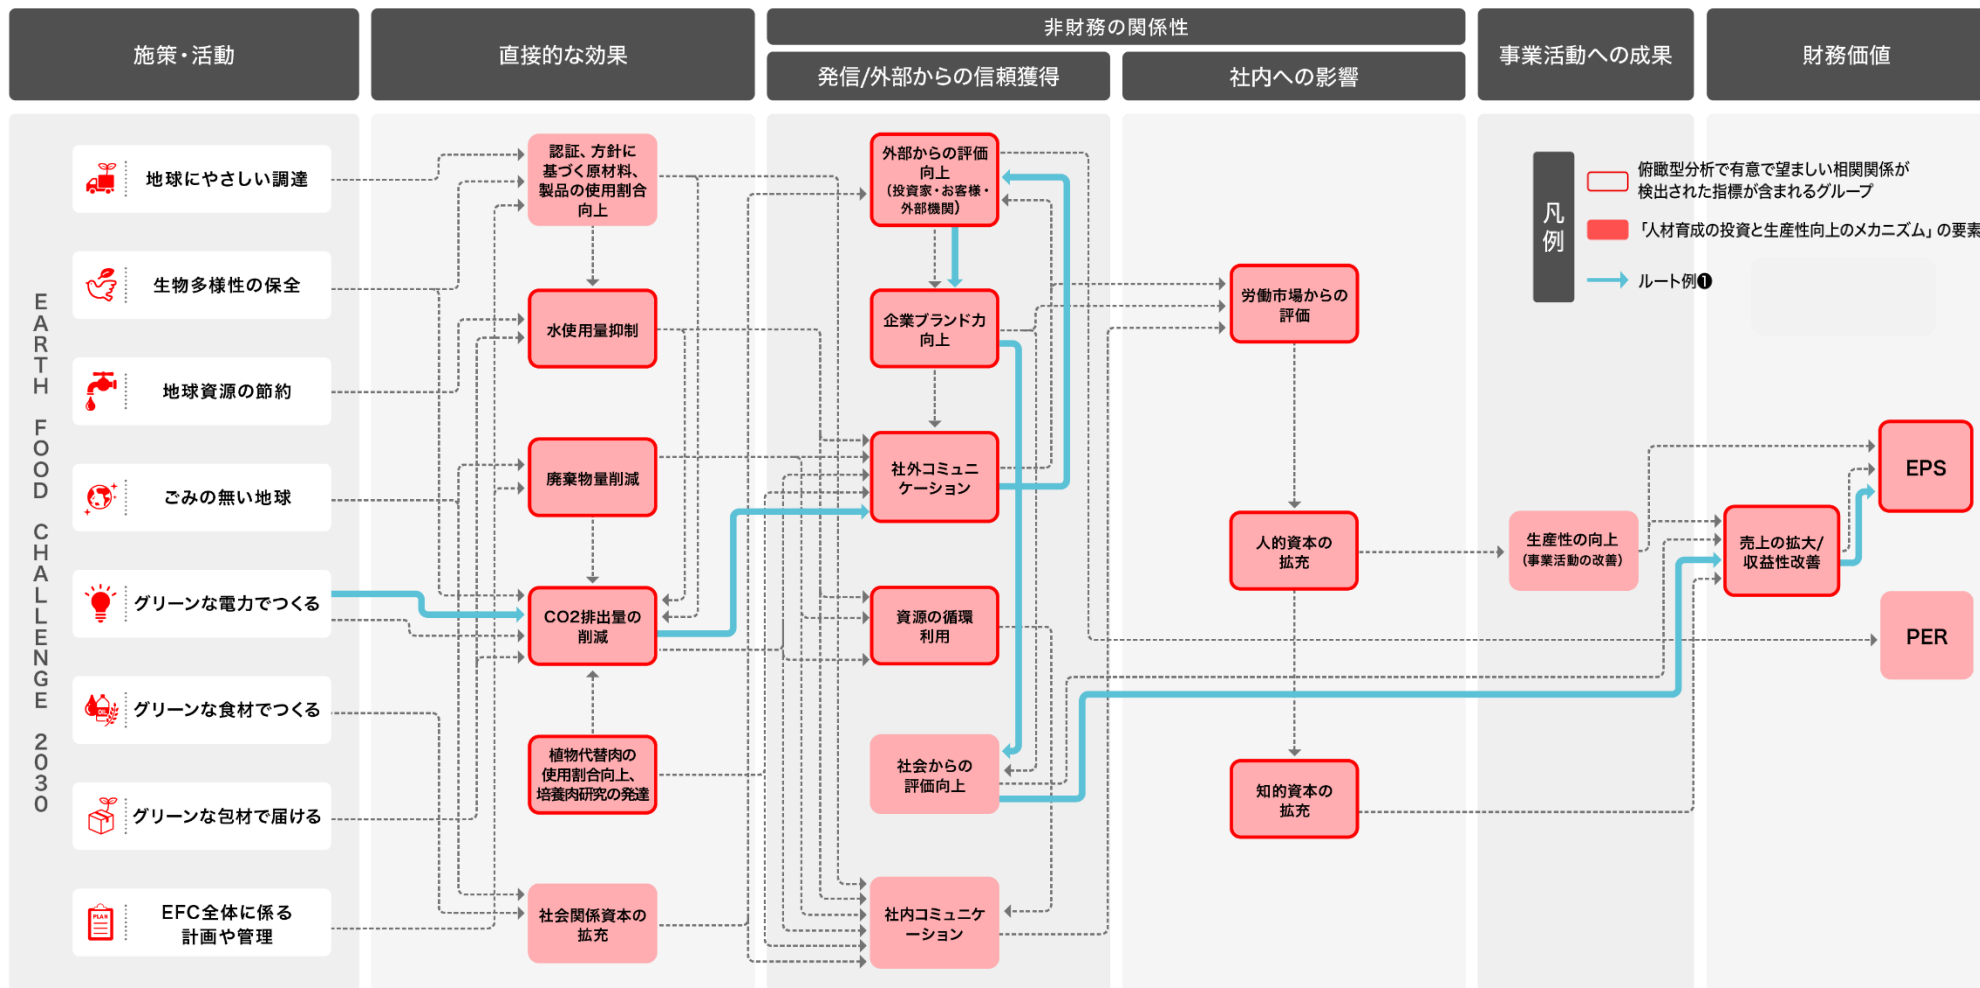 施策・活動
直接的な効果
非財務の関係性
発信/外部からの信頼獲得
社内への影響
事業活動への成果
財務価値
EARTH FOOD CHALLENGE 2030
地球にやさしい調達
生物多様性の保全
地球資源の節約
ごみの無い地球
グリーンな電力でつくる
グリーンな食材でつくる
グリーンな包材で届ける
PLAN
EFC全体に係る
計画や管理
認証、方針に
基づく原材料、
製品の使用割合
向上
水使用量抑制
廃棄物量削減
CO2排出量の
削減
植物代替肉の
使用割合向上、
培養肉研究の発達
社会関係資本の
拡充
外部からの評価
向上
（投資家・お客様・
外部機関）
企業ブランド力
向上
社外コミュニ
ケーション
資源の循環
利用
社会からの
評価向上
社内コミュニケ
ーション
労働市場からの
評価
人的資本の
拡充
知的資本の
拡充
生産性の向上
（事業活動の改善）
売上の拡大/
収益性改善
EPS
PER
凡例
俯瞰型分析で有意で望ましい相関関係が
検出された指標が含まれるグループ
「人材育成の投資と生産性向上のメカニズム」の要素
ルート例❶